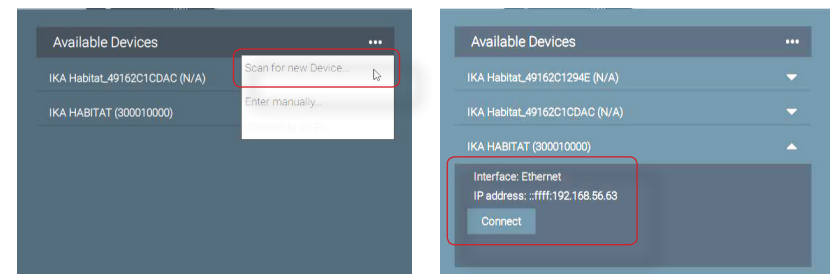 Available Devices
Scan for new Device...
IKA Habitat_49162C1CDAC (N/A)
Enter manually...
IKA HABITAT (300010000)
Available Devices
IKA Habitat_49162C1294E (N/A)
IKA Habitat_49162C1CDAC (N/A)
IKA HABITAT (300010000)
Interface: Ethernet
IP address: ::ffff:192.168.56.63
Connect